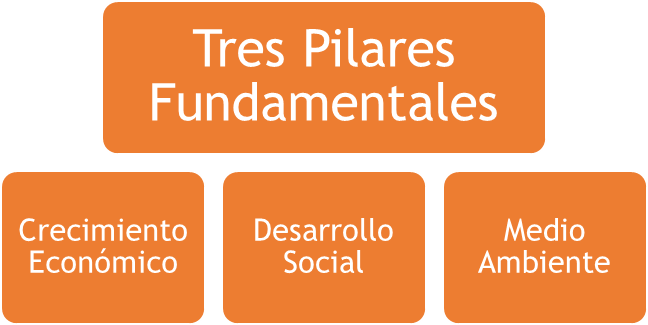 Tres Pilares
Fundamentales
Crecimiento
Económico
Desarrollo
Social
Medio
Ambiente